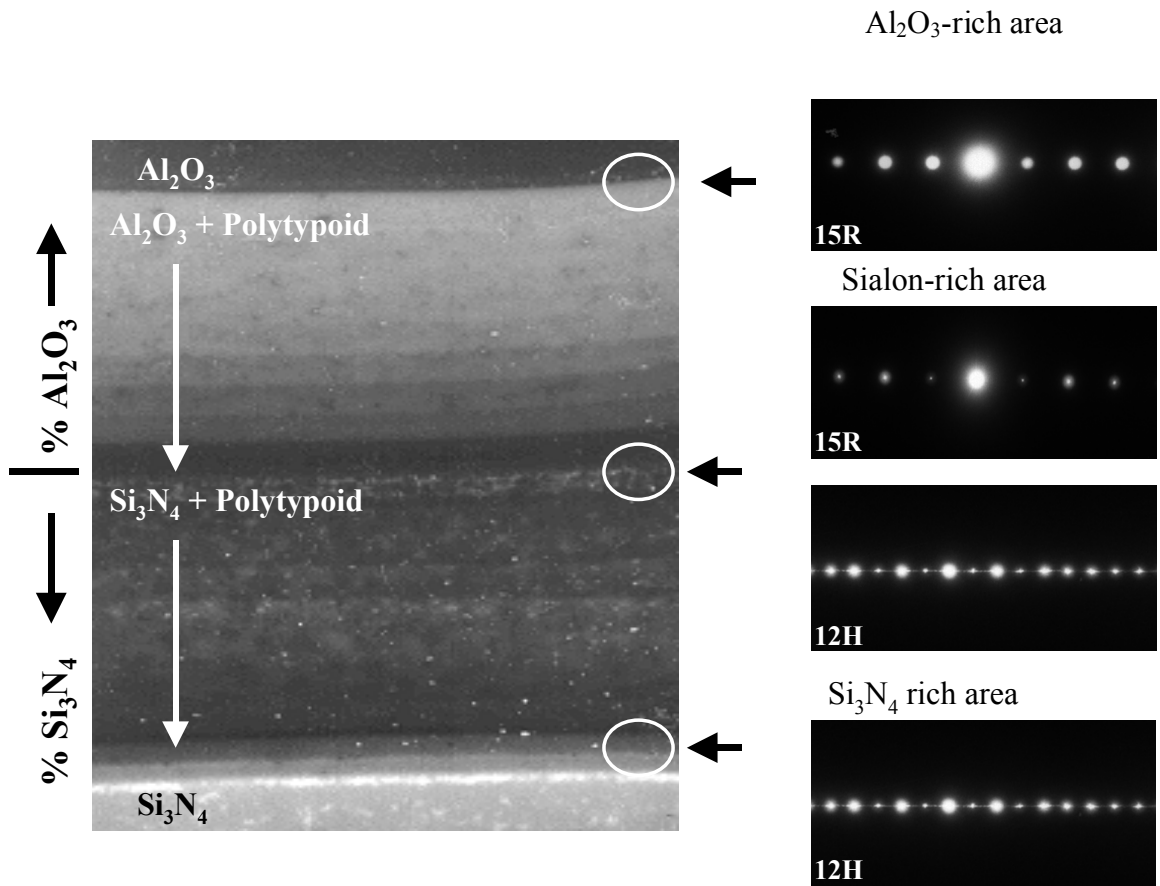 Al₂O₃-rich area
Al₂O₃
Al₂O₃ + Polytypoid
15R
Sialon-rich area
% Al₂O₃
15R
Si₃N₄ + Polytypoid
12H
% Si₃N₄
Si₃N₄ rich area
Si₃N₄
12H